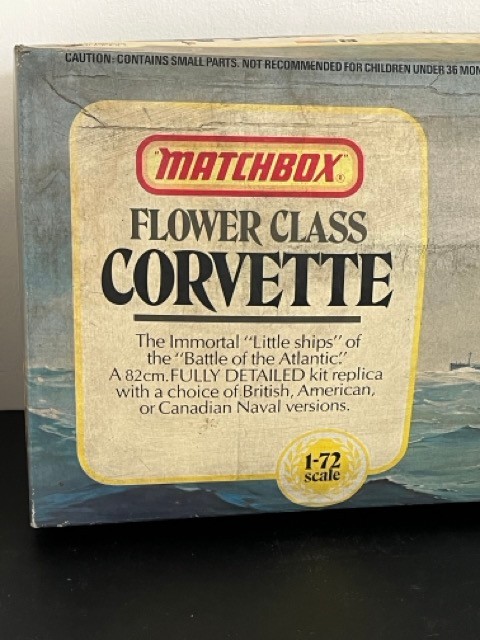 CAUTION: CONTAINS SMALL PARTS. NOT RECOMMENDED FOR CHILDREN UNDER 36 MON
"MATCHBOX"®
FLOWER CLASS
CORVETTE
The Immortal "Little ships" of
the "Battle of the Atlantic."
A 82cm. FULLY DETAILED kit replica
with a choice of British, American,
or Canadian Naval versions.
1-72
scale